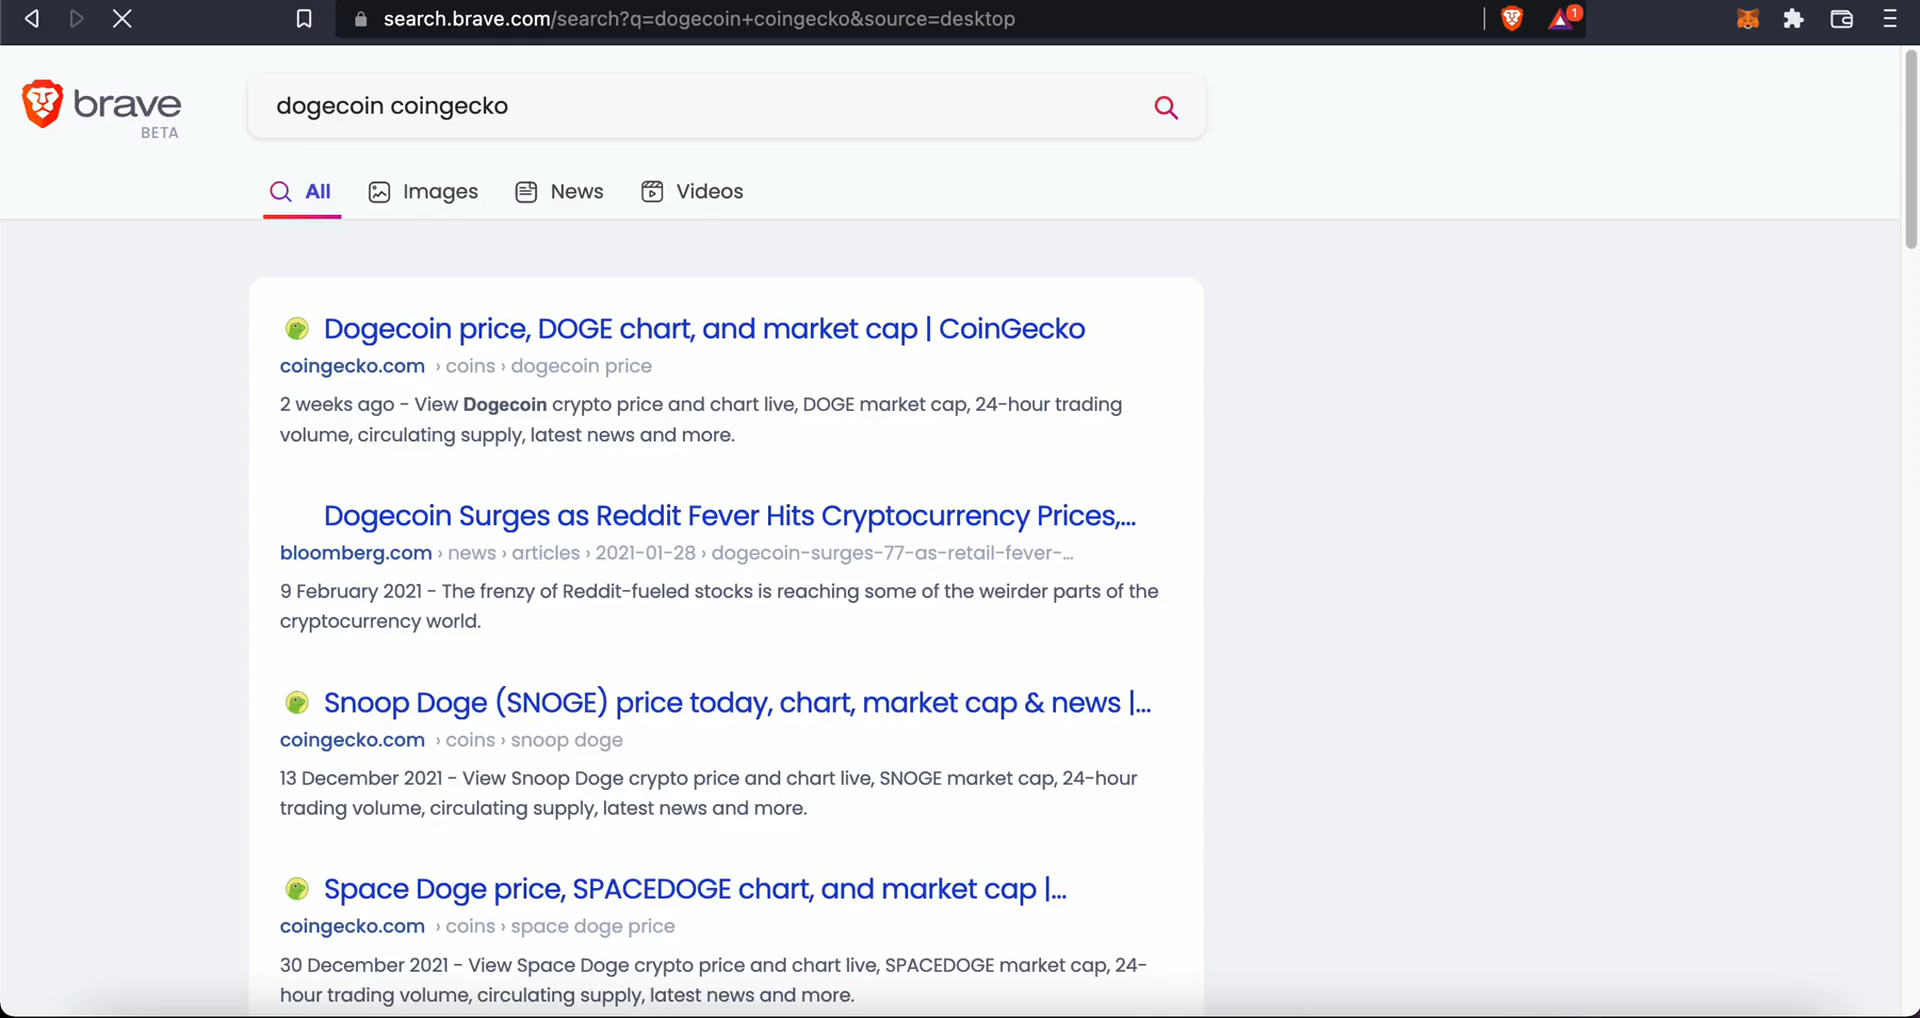 search.brave.com/search?q=dogecoin+coingecko&source=desktop
1
brave
BETA
dogecoin coingecko
All
Images
News
Videos
Dogecoin price, DOGE chart, and market cap | CoinGecko
coingecko.com › coins › dogecoin price
2 weeks ago - View Dogecoin crypto price and chart live, DOGE market cap, 24-hour trading
volume, circulating supply, latest news and more.
Dogecoin Surges as Reddit Fever Hits Cryptocurrency Prices,...
bloomberg.com › news › articles › 2021-01-28 › dogecoin-surges-77-as-retail-fever-...
9 February 2021 - The frenzy of Reddit-fueled stocks is reaching some of the weirder parts of the
cryptocurrency world.
Snoop Doge (SNOGE) price today, chart, market cap & news |...
coingecko.com › coins › snoop doge
13 December 2021 - View Snoop Doge crypto price and chart live, SNOGE market cap, 24-hour
trading volume, circulating supply, latest news and more.
Space Doge price, SPACEDOGE chart, and market cap |...
coingecko.com › coins › space doge price
30 December 2021 - View Space Doge crypto price and chart live, SPACEDOGE market cap, 24-
hour trading volume, circulating supply, latest news and more.